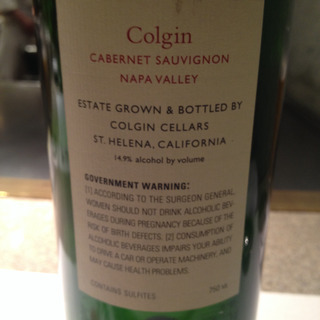 Colgin
CABERNET SAUVIGNON
NAPA VALLEY
ESTATE GROWN & BOTTLED BY
COLGIN CELLARS
ST. HELENA, CALIFORNIA
14.9% alcohol by volume
GOVERNMENT WARNING:
(1) ACCORDING TO THE SURGEON GENERAL,
WOMEN SHOULD NOT DRINK ALCOHOLIC BEV-
ERAGES DURING PREGNANCY BECAUSE OF THE
RISK OF BIRTH DEFECTS. (2) CONSUMPTION OF
ALCOHOLIC BEVERAGES IMPAIRS YOUR ABILITY
TO DRIVE A CAR OR OPERATE MACHINERY, AND
MAY CAUSE HEALTH PROBLEMS.
CONTAINS SULFITES 750 ML